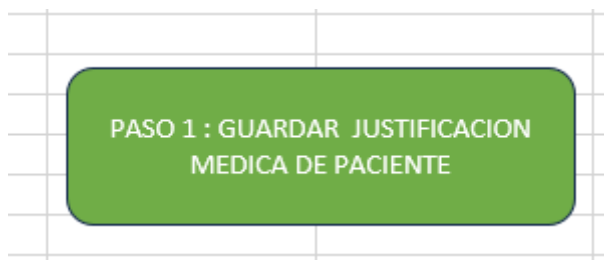 PASO 1 : GUARDAR JUSTIFICACION
MEDICA DE PACIENTE